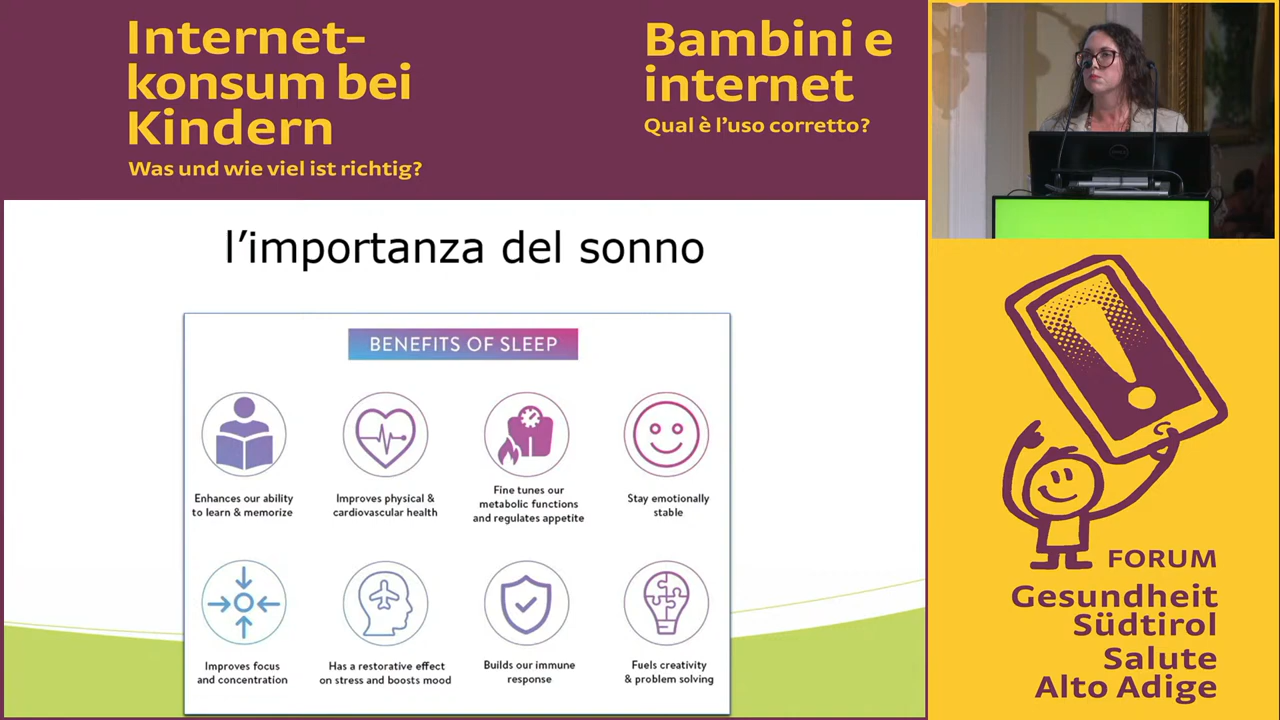 Internet-
konsum bei
Kindern
Was und wie viel ist richtig?
Bambini e
internet
Qual è l'uso corretto?
l'importanza del sonno
BENEFITS OF SLEEP
Enhances our ability
to learn & memorize
Improves physical &
cardiovascular health
Fine tunes our
metabolic functions
and regulates appetite
Stay emotionally
stable
Improves focus
and concentration
Has a restorative effect
on stress and boosts mood
Builds our immune
response
Fuels creativity
& problem solving
FORUM
Gesundheit
Südtirol
Salute
Alto Adige